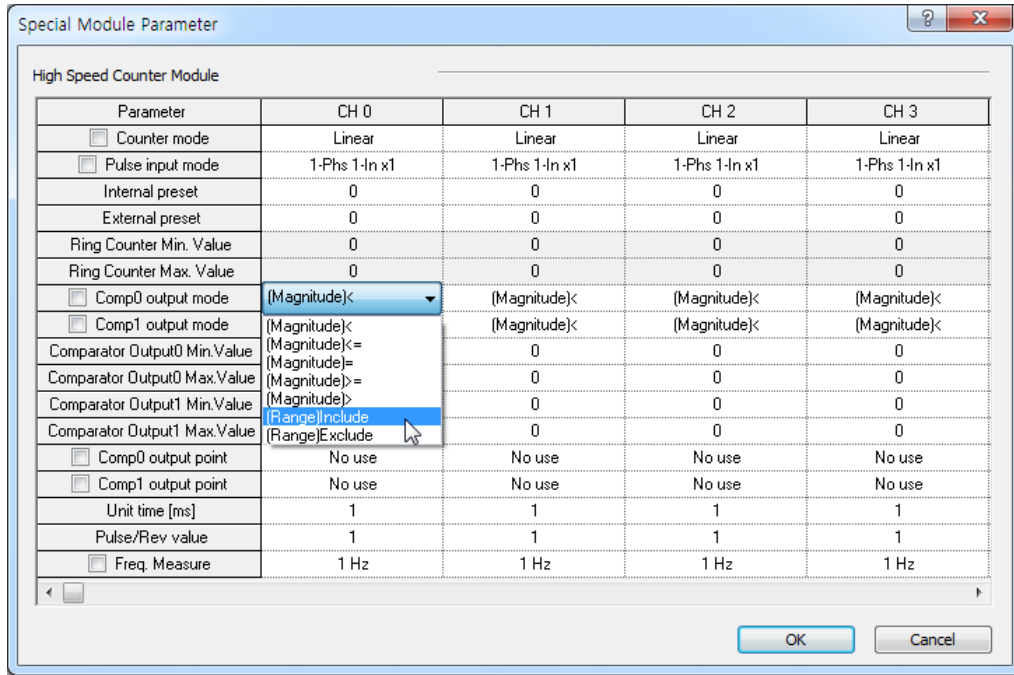 Special Module Parameter
High Speed Counter Module
Parameter CH 0 CH 1 CH 2 CH 3
Counter mode Linear Linear Linear Linear
Pulse input mode 1-Phs 1-In x1 1-Phs 1-In x1 1-Phs 1-In x1 1-Phs 1-In x1
Internal preset 0 0 0 0
External preset 0 0 0 0
Ring Counter Min. Value 0 0 0 0
Ring Counter Max. Value 0 0 0 0
Comp0 output mode (Magnitude)< (Magnitude)< (Magnitude)< (Magnitude)<
Comp1 output mode (Magnitude)< (Magnitude)< (Magnitude)< (Magnitude)<
(Magnitude)<=
Comparator Output0 Min.Value 0 0 0
(Magnitude)=
Comparator Output0 Max.Value (Magnitude)>= 0 0 0
(Magnitude)>
Comparator Output1 Min.Value 0 0 0
(Range)Include
Comparator Output1 Max.Value (Range)Exclude 0 0 0
Comp0 output point No use No use No use No use
Comp1 output point No use No use No use No use
Unit time [ms] 1 1 1 1
Pulse/Rev value 1 1 1 1
Freq. Measure 1 Hz 1 Hz 1 Hz 1 Hz
OK Cancel